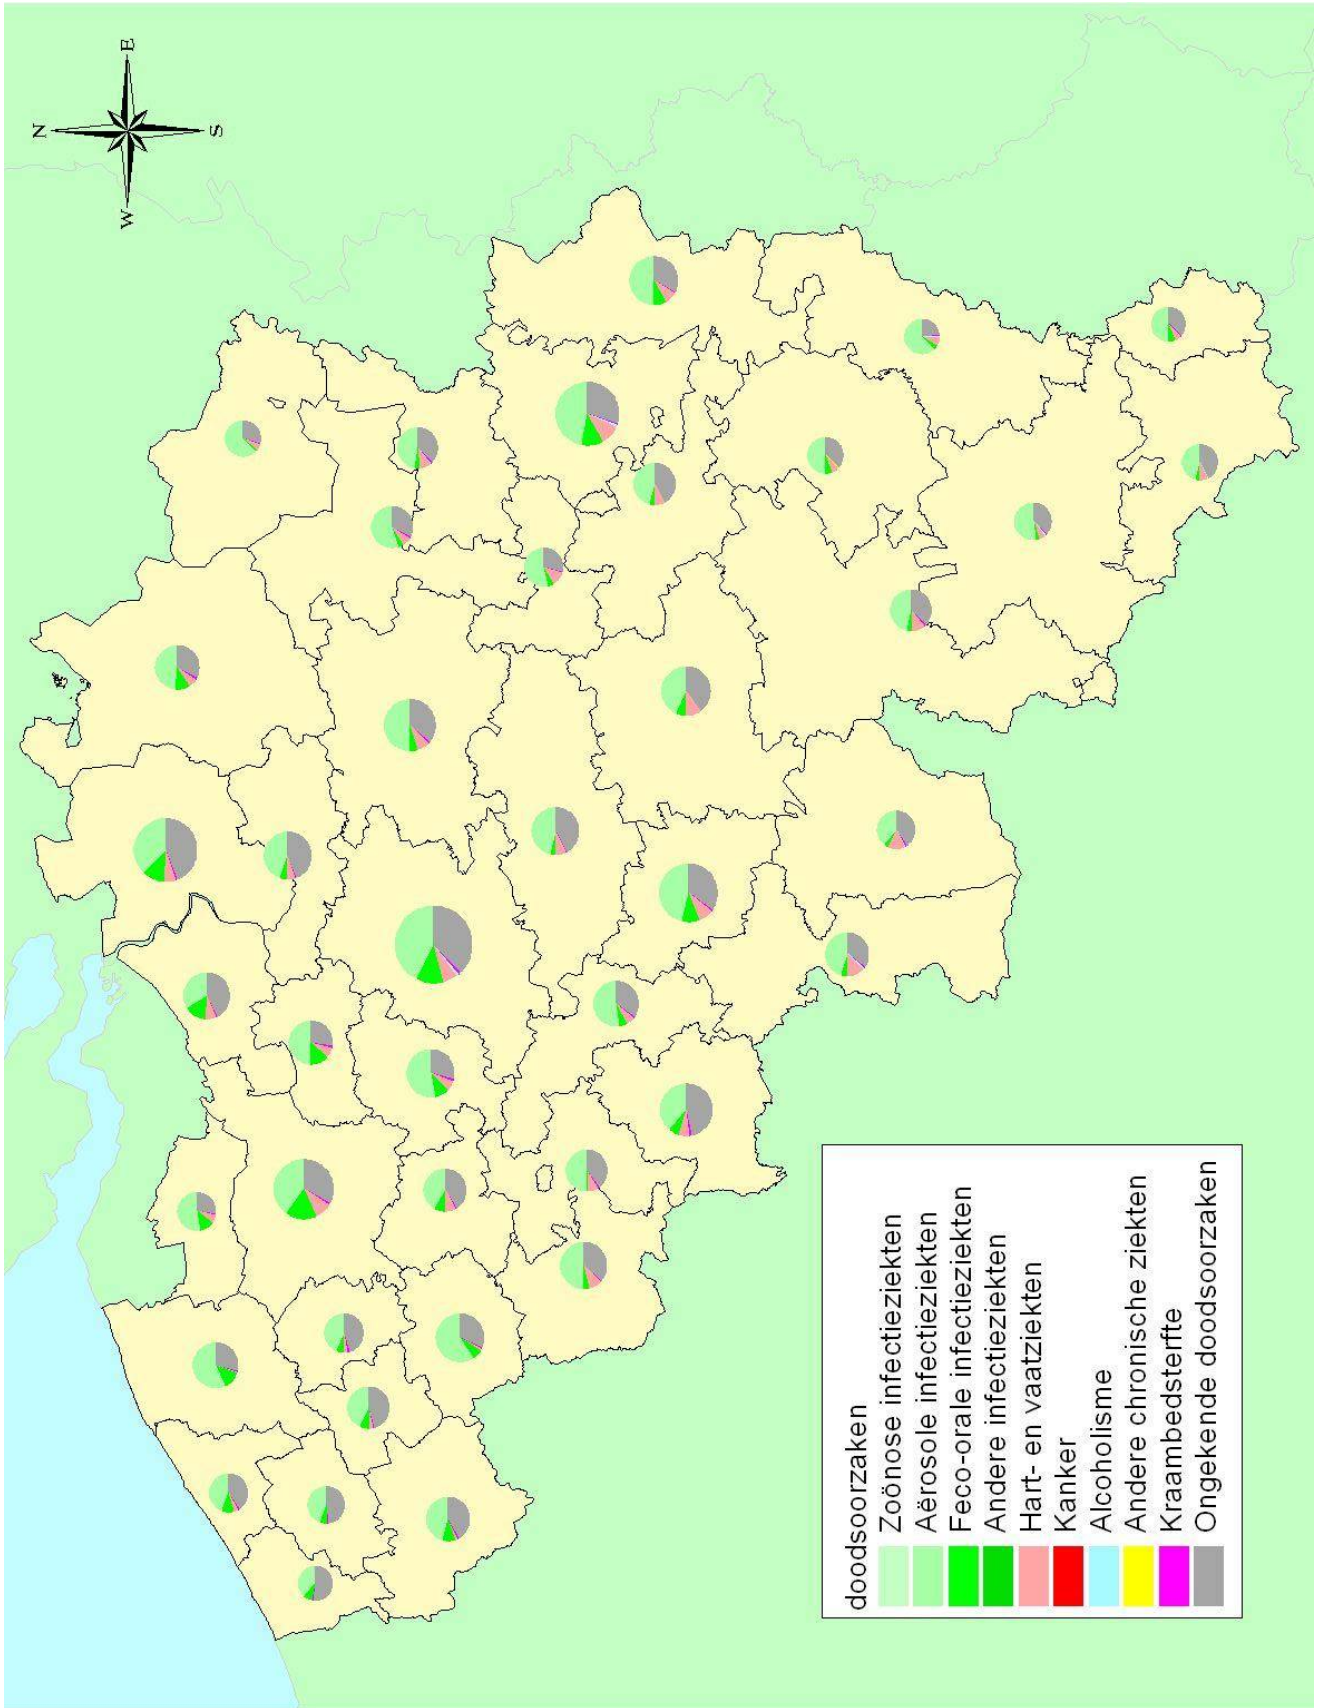 N
E
W
S
doodsoorzaken
Zoönose infectieziekten
Aërosole infectieziekten
Feco-orale infectieziekten
Andere infectieziekten
Hart- en vaatziekten
Kanker
Alcoholisme
Andere chronische ziekten
Kraambedsterfte
Ongekende doodsoorzaken